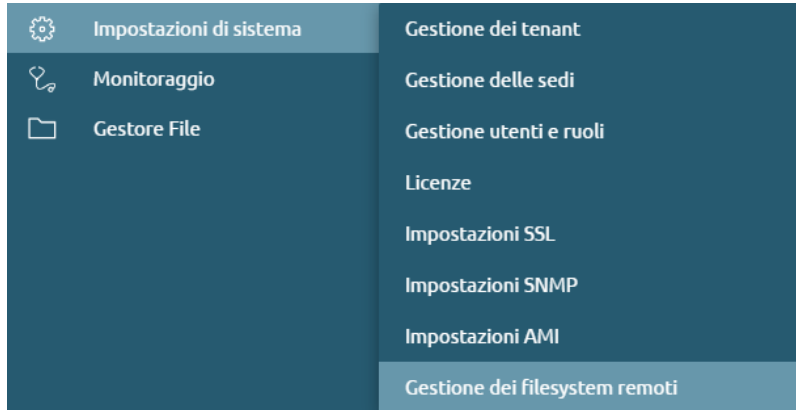 Impostazioni di sistema
Monitoraggio
Gestore File
Gestione dei tenant
Gestione delle sedi
Gestione utenti e ruoli
Licenze
Impostazioni SSL
Impostazioni SNMP
Impostazioni AMI
Gestione dei filesystem remoti